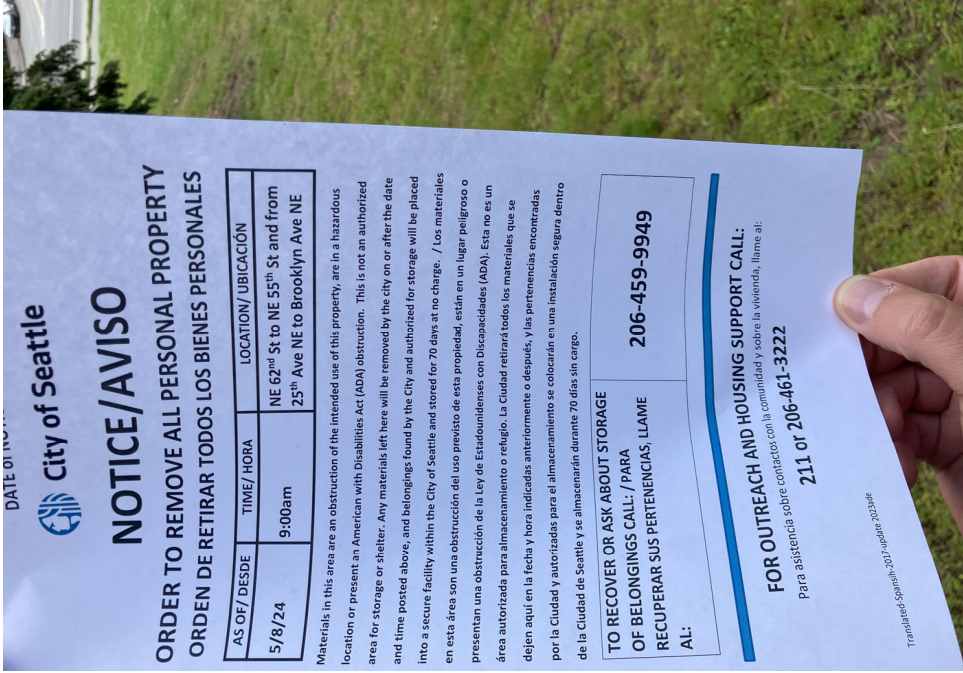 DATE of
City of Seattle
NOTICE/AVISO
ORDER TO REMOVE ALL PERSONAL PROPERTY
ORDEN DE RETIRAR TODOS LOS BIENES PERSONALES
AS OF/ DESDE
TIME/ HORA
LOCATION/ UBICACIÓN
5/8/24
9:00am
NE 62nd St to NE 55th St and from
25th Ave NE to Brooklyn Ave NE
Materials in this area are an obstruction of the intended use of this property, are in a hazardous
location or present an American with Disabilities Act (ADA) obstruction. This is not an authorized
area for storage or shelter. Any materials left here will be removed by the city on or after the date
and time posted above, and belongings found by the City and authorized for storage will be placed
into a secure facility within the City of Seattle and stored for 70 days at no charge. / Los materiales
en esta área son una obstrucción del uso previsto de esta propiedad, están en un lugar peligroso o
presentan una obstrucción de la Ley de Estadounidenses con Discapacidades (ADA). Esta no es un
área autorizada para almacenamiento o refugio. La Ciudad retirará todos los materiales que se
dejen aquí en la fecha y hora indicadas anteriormente o después, y las pertenencias encontradas
por la Ciudad y autorizadas para el almacenamiento se colocarán en una instalación segura dentro
de la Ciudad de Seattle y se almacenarán durante 70 días sin cargo.
TO RECOVER OR ASK ABOUT STORAGE
OF BELONGINGS CALL: / PARA
RECUPERAR SUS PERTENENCIAS, LLAME
AL:
206-459-9949
FOR OUTREACH AND HOUSING SUPPORT CALL:
Para asistencia sobre contactos con la comunidad y sobre la vivienda, llame al:
211 or 206-461-3222
Translated-Spansih-2017-update 2023ade